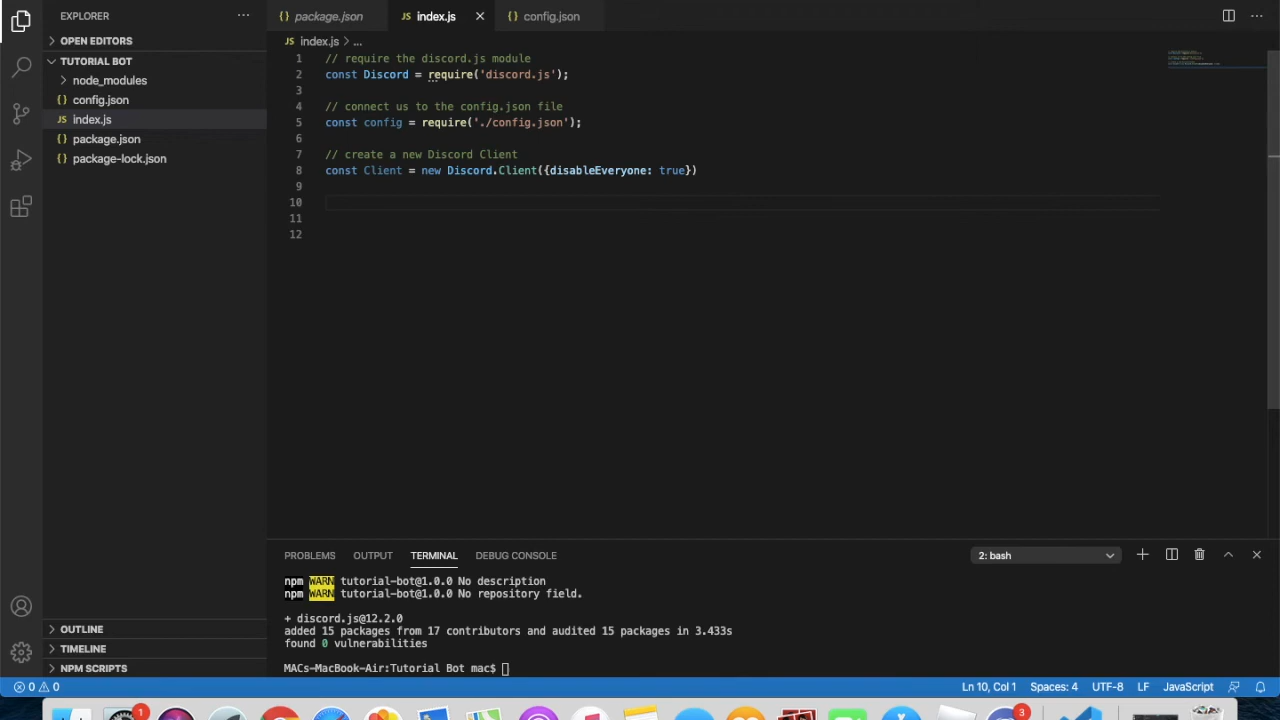 EXPLORER
package.json
JS index.js
config.json
OPEN EDITORS
TUTORIAL BOT
node_modules
{} config.json
JS index.js
{} package.json
{} package-lock.json
JS index.js > ...
1 // require the discord.js module
2 const Discord = require('discord.js');
3
4 // connect us to the config.json file
5 const config = require('./config.json');
6
7 // create a new Discord Client
8 const Client = new Discord.Client({disableEveryone: true})
9
10
11
12
PROBLEMS OUTPUT TERMINAL DEBUG CONSOLE
2: bash
npm WARN tutorial-bot@1.0.0 No description
npm WARN tutorial-bot@1.0.0 No repository field.
+ discord.js@12.2.0
added 15 packages from 17 contributors and audited 15 packages in 3.433s
found 0 vulnerabilities
MACs-MacBook-Air:Tutorial Bot mac$
OUTLINE
TIMELINE
NPM SCRIPTS
0 0
Ln 10, Col 1 Spaces: 4 UTF-8 LF JavaScript
1
3